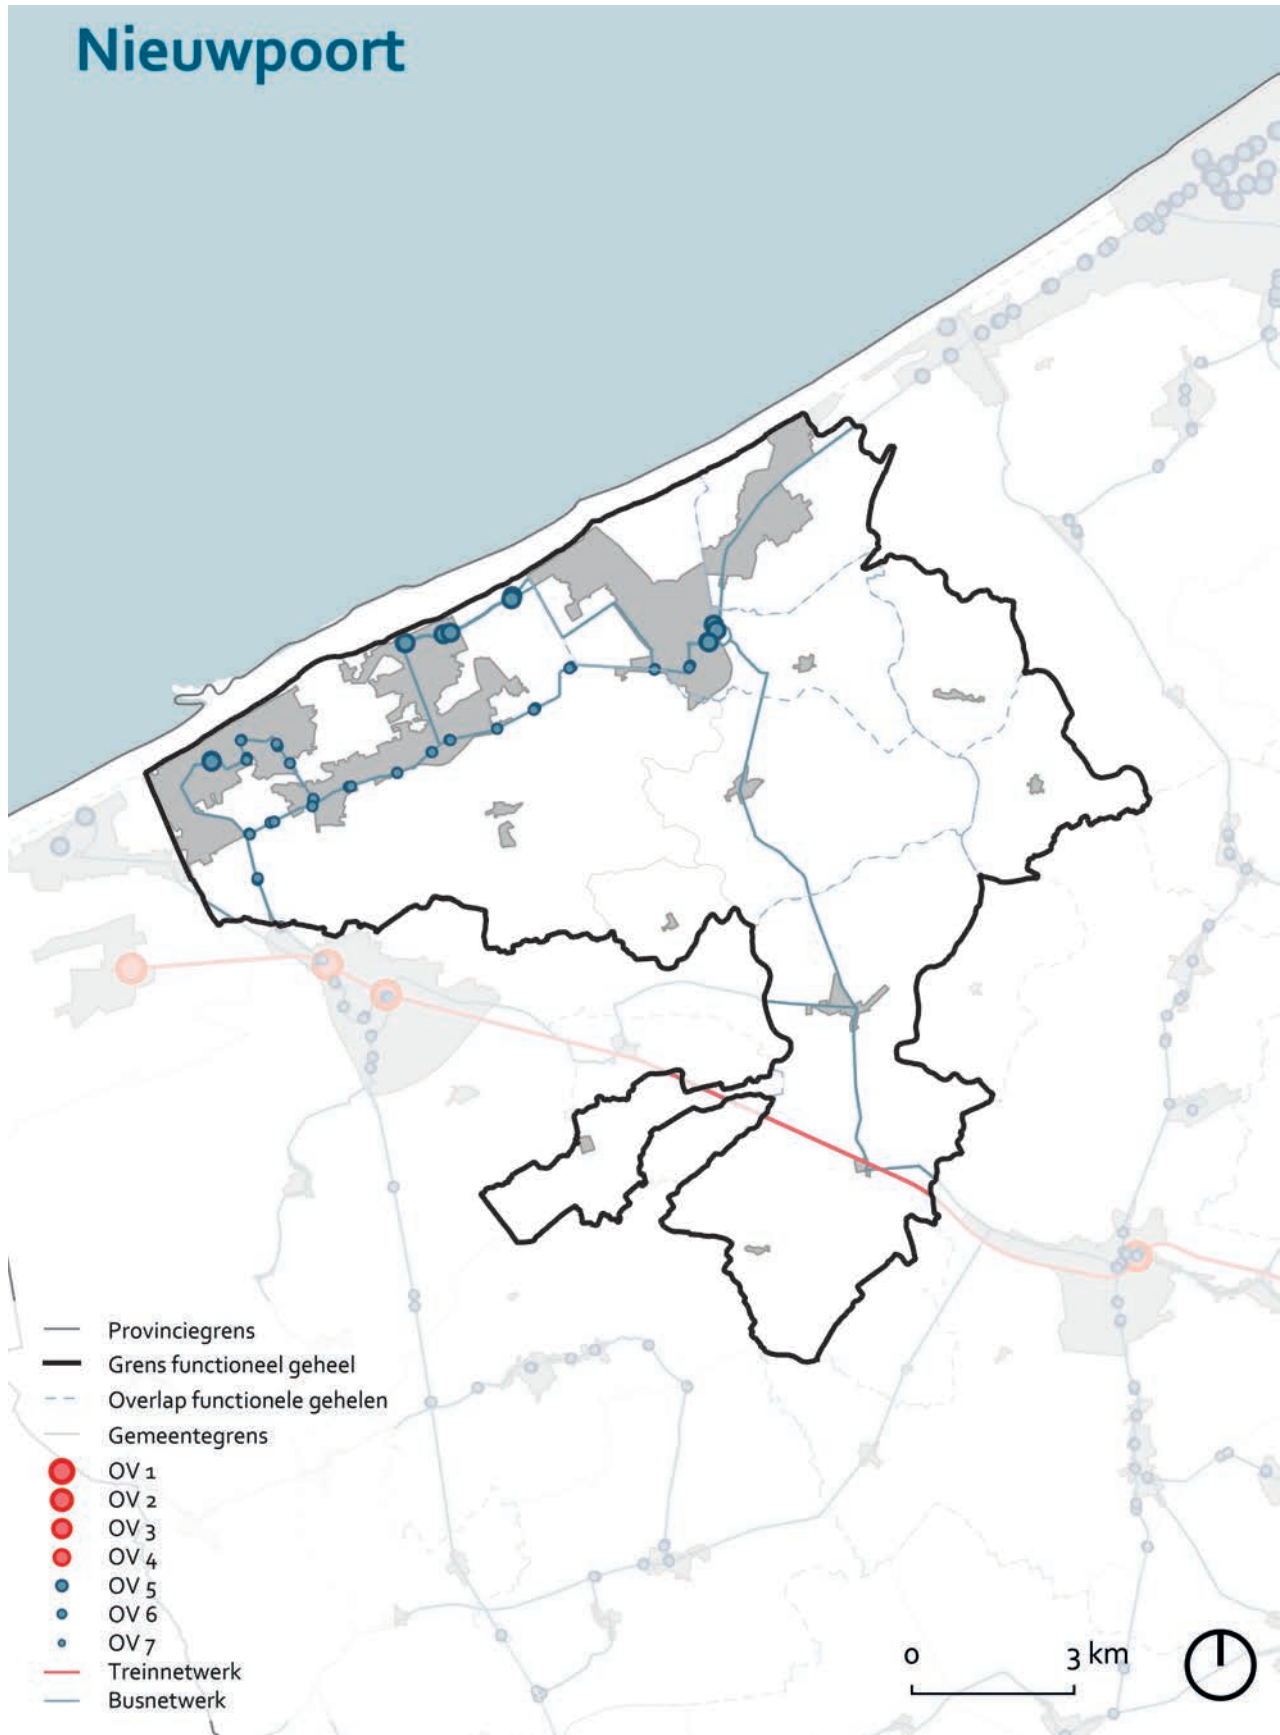 Nieuwpoort
Provinciegrens
Grens functioneel geheel
Overlap functionele gehelen
Gemeentegrens
OV 1
OV 2
OV 3
OV 4
OV 5
OV 6
OV 7
Treinnetwerk
Busnetwerk
0 3 km